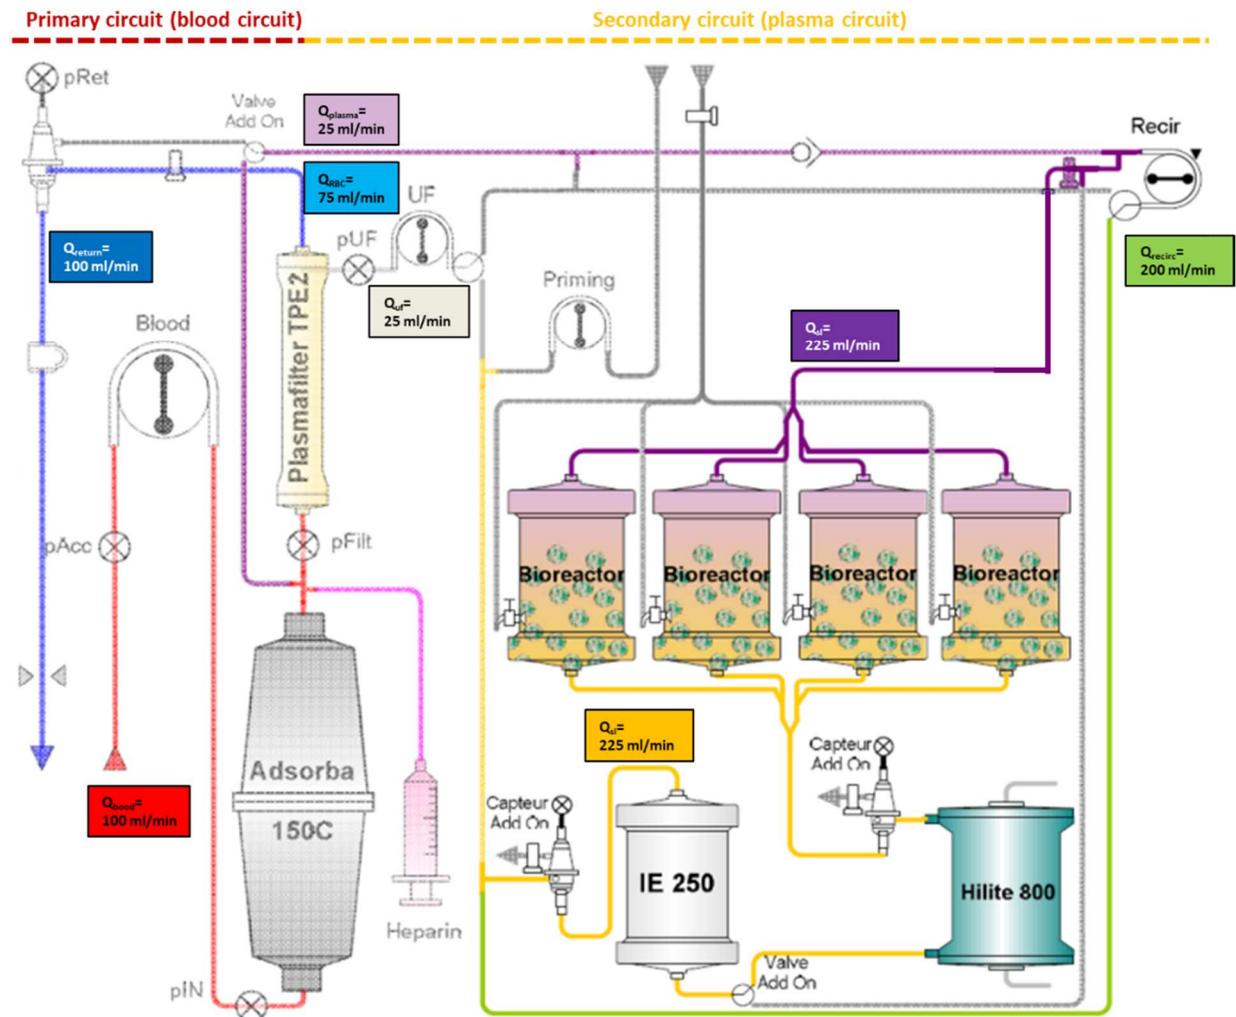 Primary circuit (blood circuit)
Secondary circuit (plasma circuit)
pRet
Valve
Add On
Qplasma=
25 ml/min
Recir
QRBC=
75 ml/min
UF
pUF
Qreturn=
100 ml/min
Qrecirc=
200 ml/min
Quf=
25 ml/min
Priming
Blood
Qsl=
225 ml/min
Plasmafilter TPE2
pAcc
pFilt
Bioreactor
Bioreactor
Bioreactor
Bioreactor
Qsl=
225 ml/min
Capteur
Add On
Adsorba
150C
Qbood=
100 ml/min
Capteur
Add On
IE 250
Hilite 800
Heparin
Valve
Add On
pIN